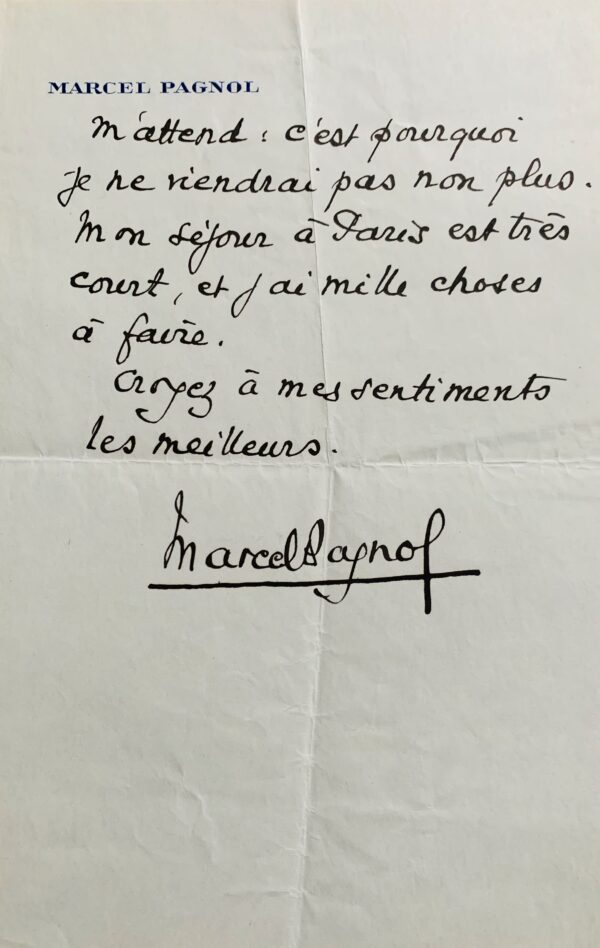 MARCEL PAGNOL
m'attend : c'est pourquoi
je ne viendrai pas non plus.
Mon séjour à Paris est très
court, et j'ai mille choses
à faire.
Croyez à mes sentiments
les meilleurs.
Marcel Pagnol